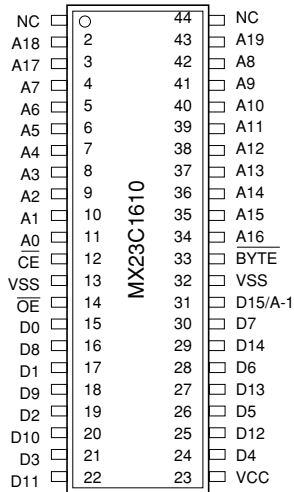 NC 44 NC
A18 2 43 A19
A17 3 42 A8
A7 4 41 A9
A6 5 40 A10
A5 6 39 A11
A4 7 38 A12
A3 8 37 A13
A2 9 36 A14
A1 10 35 A15
A0 11 34 A16
CE 12 33 BYTE
VSS 13 32 VSS
OE 14 31 D15/A-1
D0 15 30 D7
D8 16 29 D14
D1 17 28 D6
D9 18 27 D13
D2 19 26 D5
D10 20 25 D12
D3 21 24 D4
D11 22 23 VCC
MX23C1610